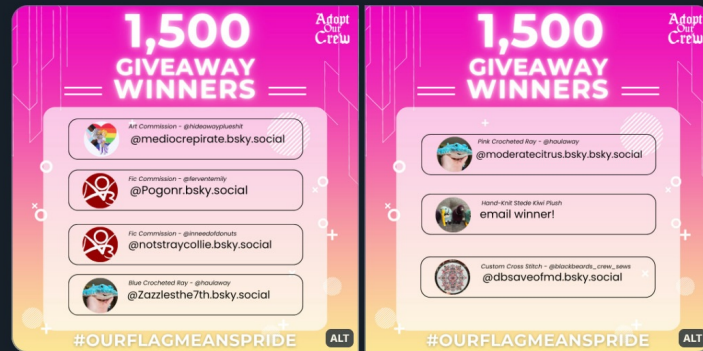 1,500
GIVEAWAY
WINNERS
Adopt
Our
Crew
Art Commission - @hideawayplueshit
@mediocrepirate.bsky.social
Fic Commission - @ferventemily
@Pogonr.bsky.social
Fic Commission - @inneedofdonuts
@notstraycollie.bsky.social
Blue Crocheted Ray - @haulaway
@Zazzlesthe7th.bsky.social
#OURFLAGMEANSPRIDE
ALT
1,500
GIVEAWAY
WINNERS
Adopt
Our
Crew
Pink Crocheted Ray - @haulaway
@moderatecitrus.bsky.bsky.social
Hand-Knit Stede Kiwi Plush
email winner!
Custom Cross Stitch - @blackbeards_crew_sews
@dbsaveofmd.bsky.social
#OURFLAGMEANSPRIDE
ALT